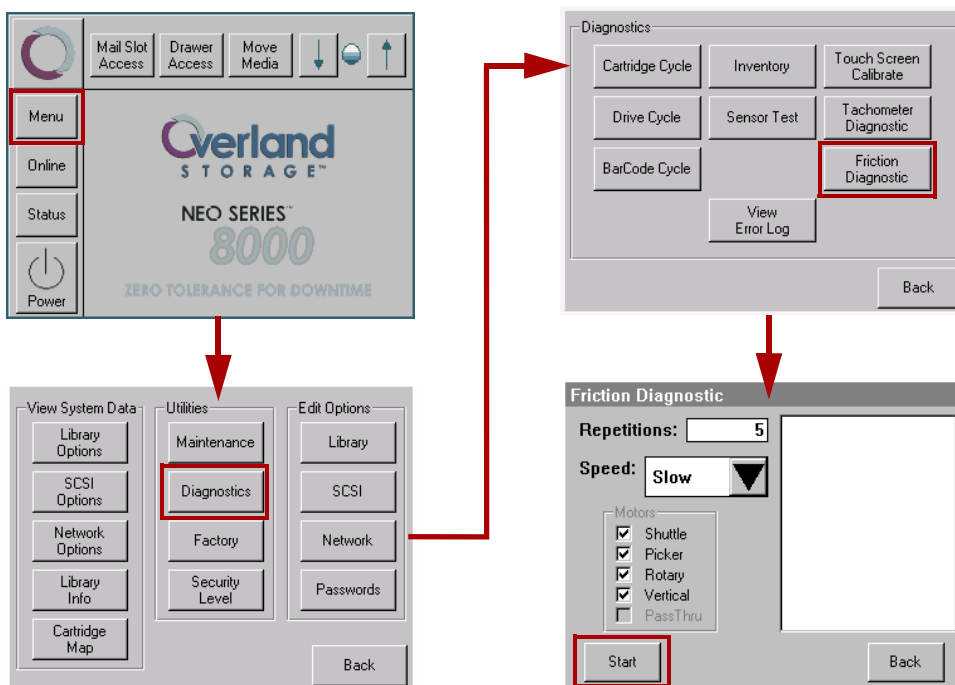 Mail Slot
Access
Drawer
Access
Move
Media
Menu
Online
Status
Power
Overland
STORAGE™
NEO SERIES™
8000
ZERO TOLERANCE FOR DOWNTIME
View System Data
Library
Options
SCSI
Options
Network
Options
Library
Info
Cartridge
Map
Utilities
Maintenance
Diagnostics
Factory
Security
Level
Edit Options
Library
SCSI
Network
Passwords
Back
Diagnostics
Cartridge Cycle
Inventory
Touch Screen
Calibrate
Drive Cycle
Sensor Test
Tachometer
Diagnostic
BarCode Cycle
Friction
Diagnostic
View
Error Log
Back
Friction Diagnostic
Repetitions: 5
Speed: Slow
Motors
Shuttle
Picker
Rotary
Vertical
PassThru
Start
Back